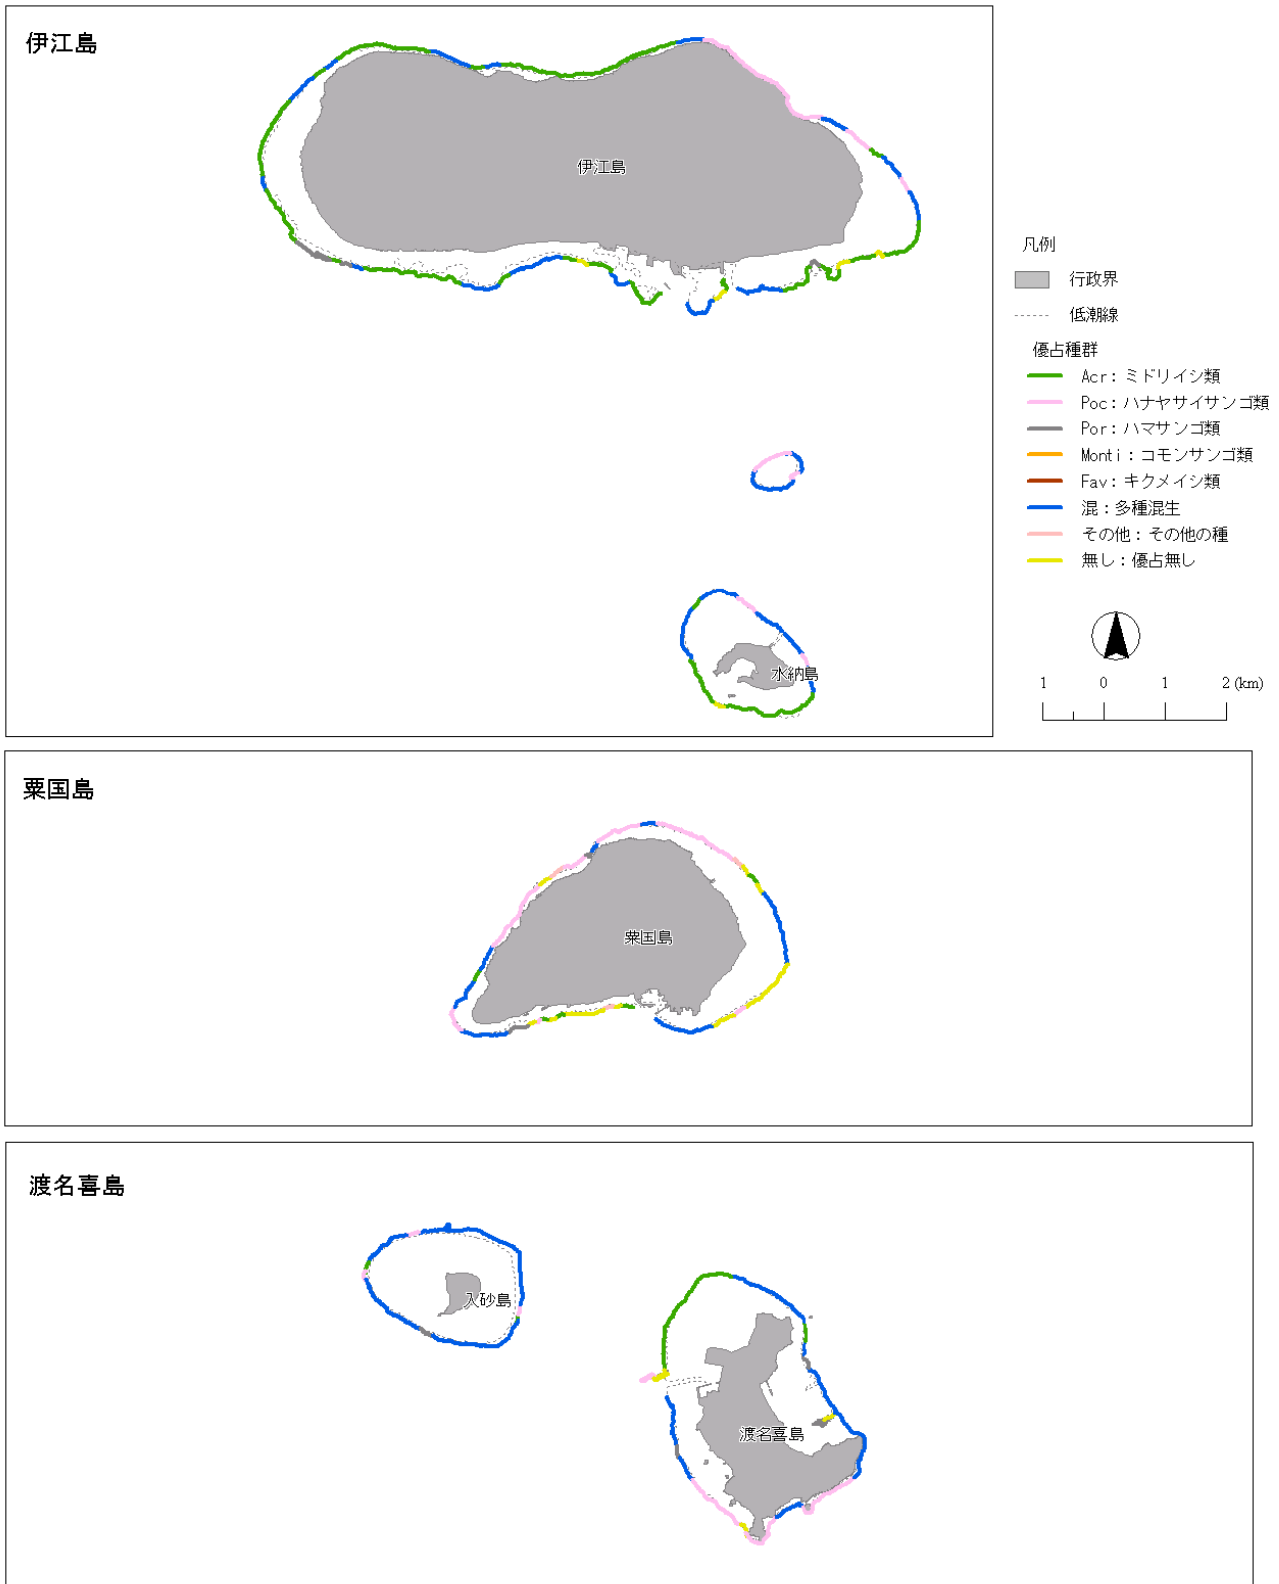 伊江島
伊江島
水納島
凡例
行政界
低潮線
優占種群
Acr：ミドリイシ類
Poc：ハナヤサイサンゴ類
Por：ハマサンゴ類
Monti：コモンサンゴ類
Fav：キクメイシ類
混：多種混生
その他：その他の種
無し：優占無し
1 0 1 2 (km)
粟国島
粟国島
渡名喜島
入砂島
渡名喜島